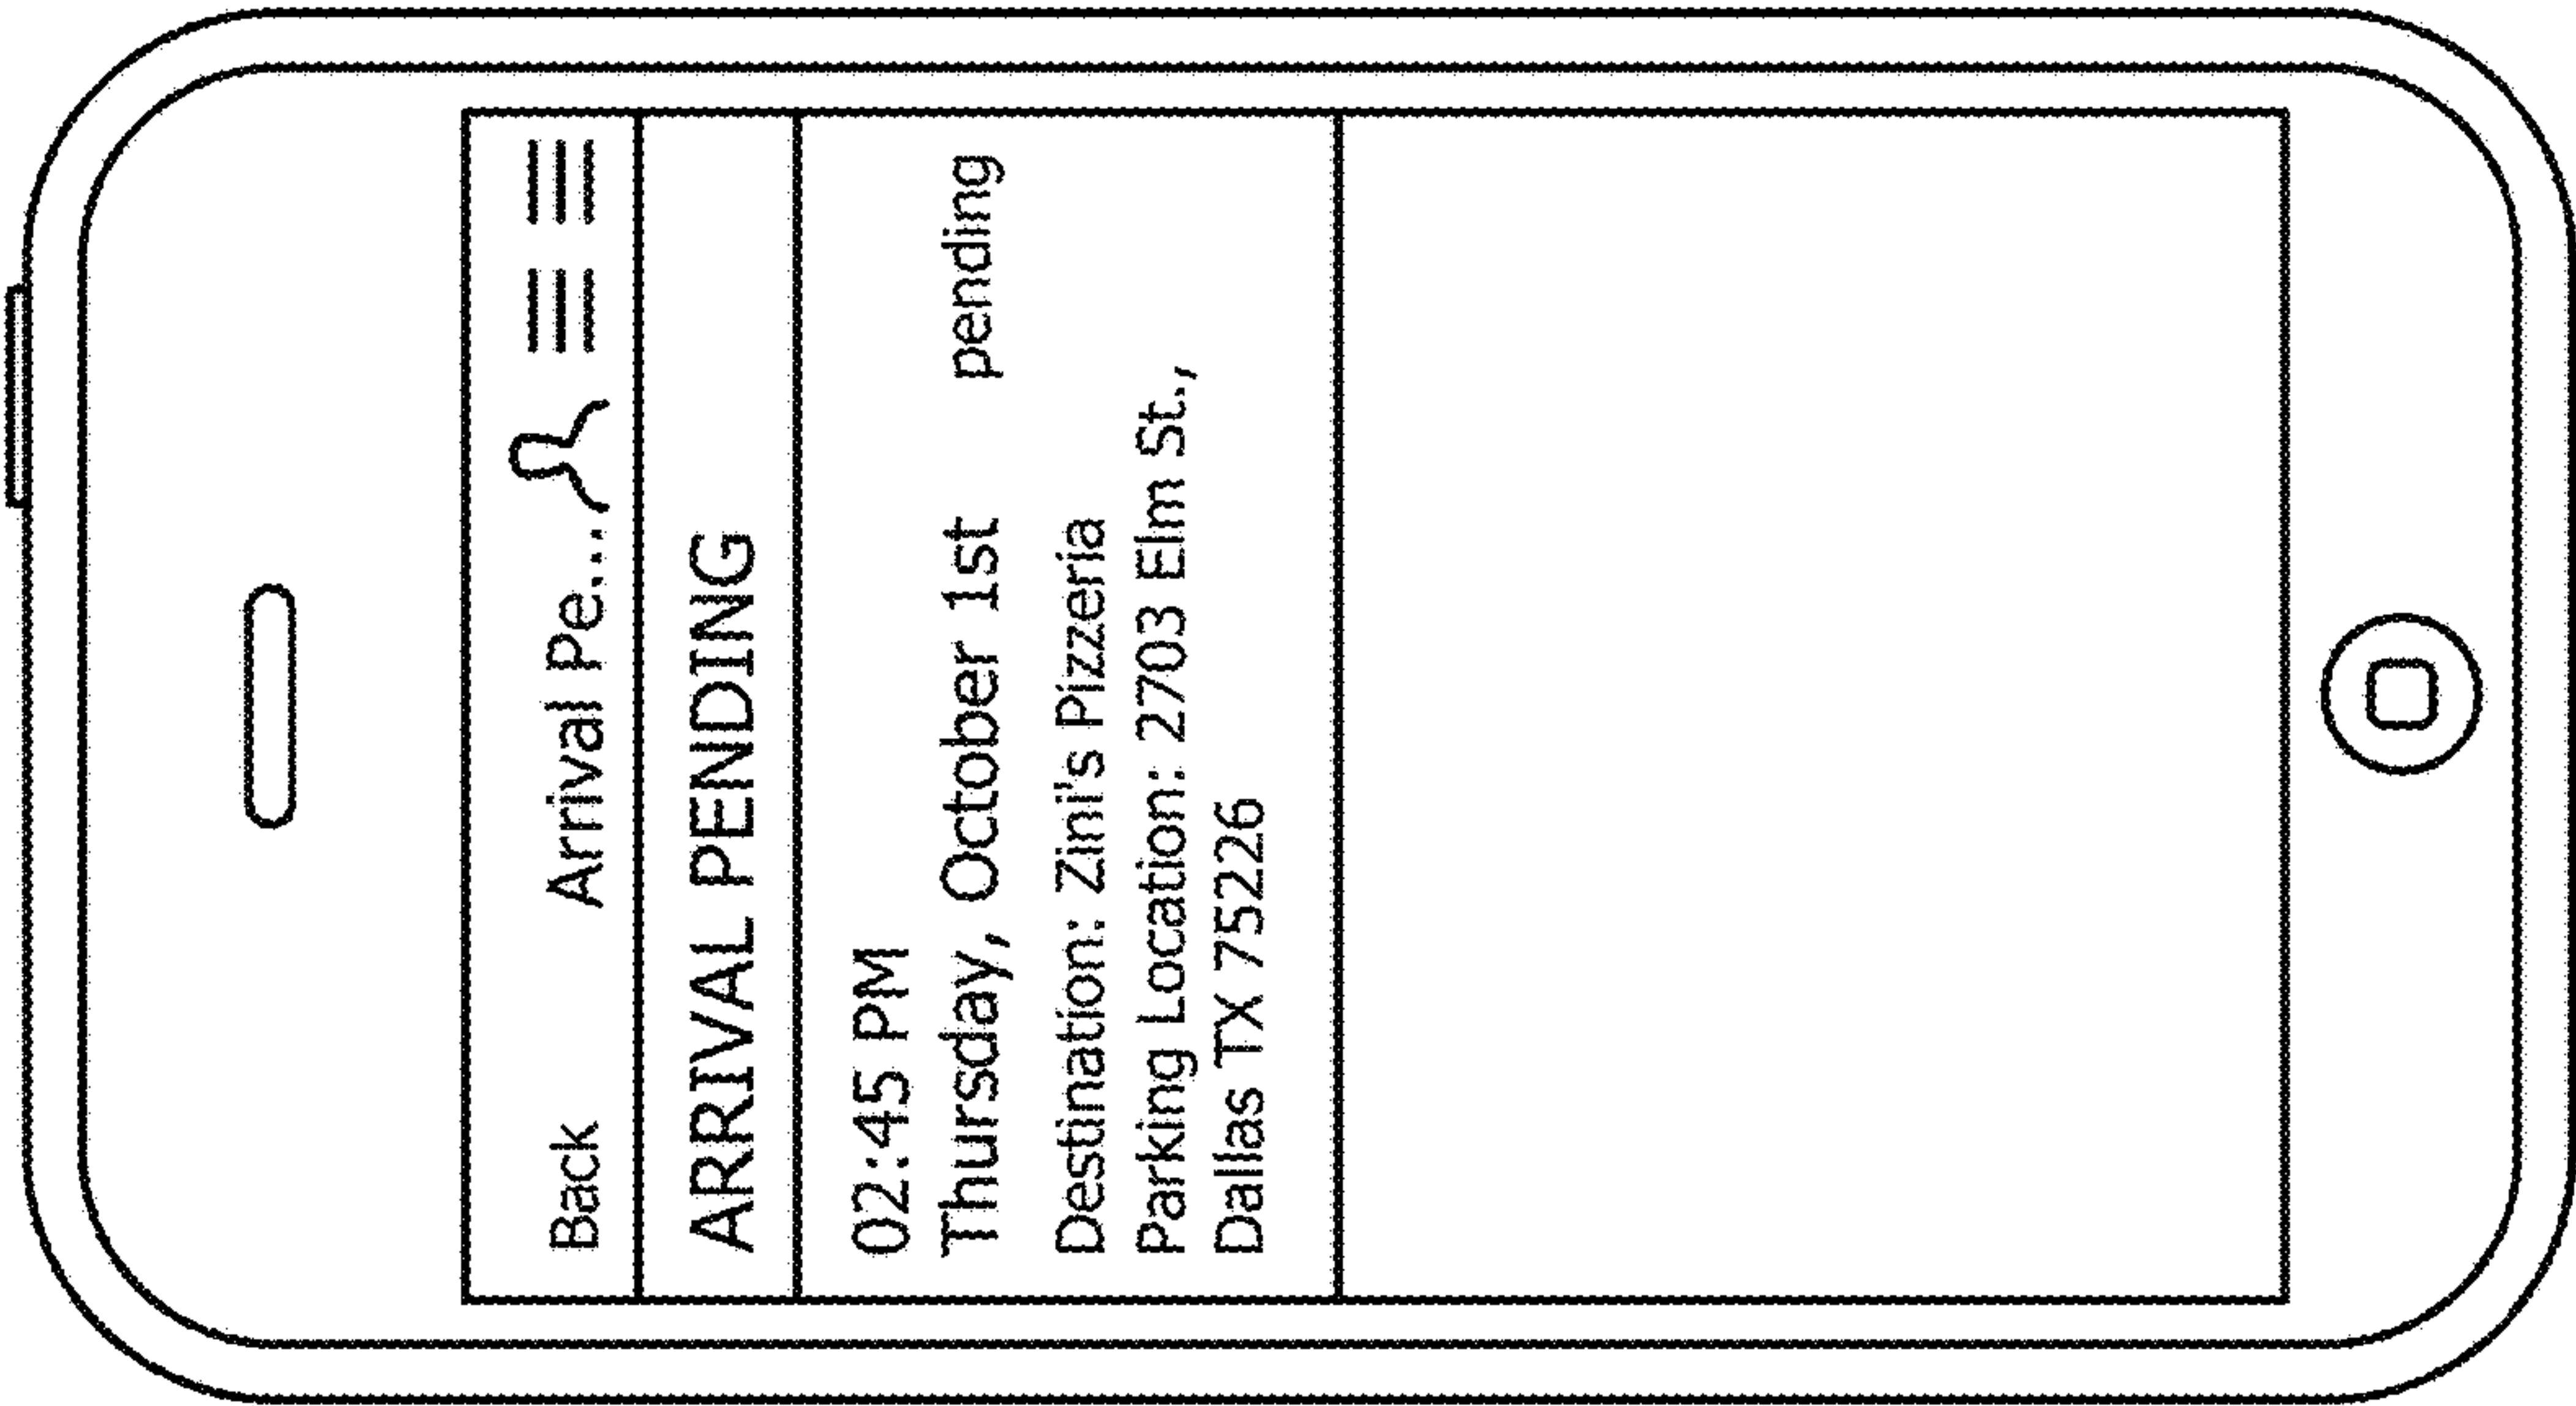 Back Arrival Pe...
ARRIVAL PENDING
02:45 PM
Thursday, October 1st pending
Destination: Zini's Pizzeria
Parking Location: 2703 Elm St.,
Dallas TX 75226